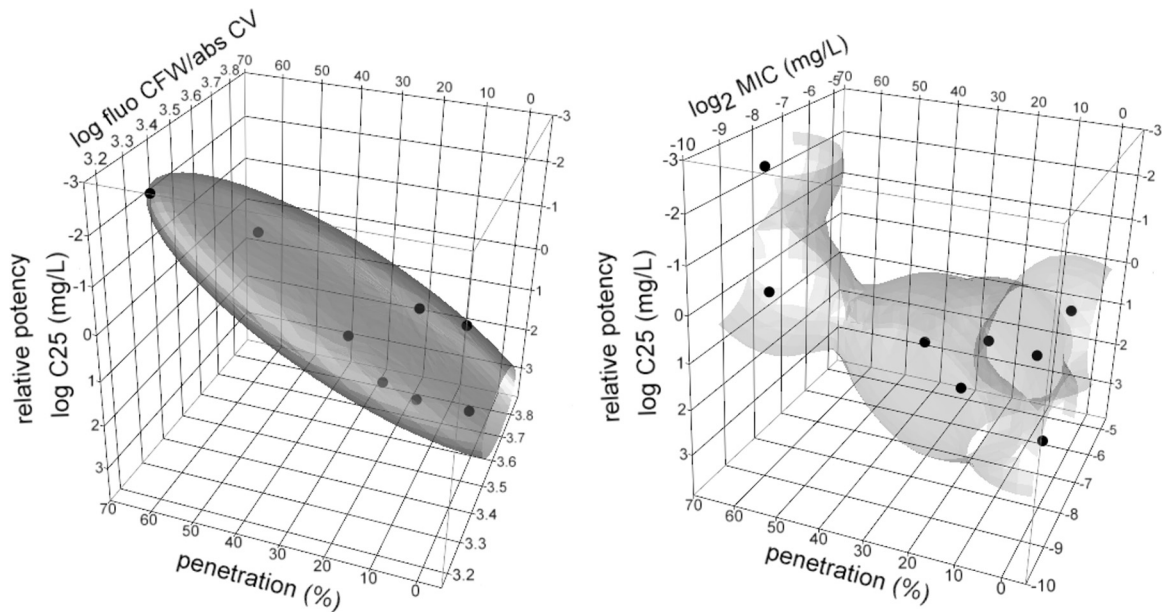 log fluo CFW/abs CV
3.2 3.3 3.4 3.5 3.6 3.7 3.8
70 60 50 40 30 20 10 0
-3 -2 -1 0 1 2 3
relative potency
log C25 (mg/L)
-3 -2 -1 0 1 2 3
3.8 3.7 3.6 3.5 3.4 3.3 3.2
70 60 50 40 30 20 10 0
penetration (%)
log2 MIC (mg/L)
-10 -9 -8 -7 -6 -5
70 60 50 40 30 20 10 0
-3 -2 -1 0 1 2 3
relative potency
log C25 (mg/L)
-3 -2 -1 0 1 2 3
-5 -6 -7 -8 -9 -10
70 60 50 40 30 20 10 0
penetration (%)